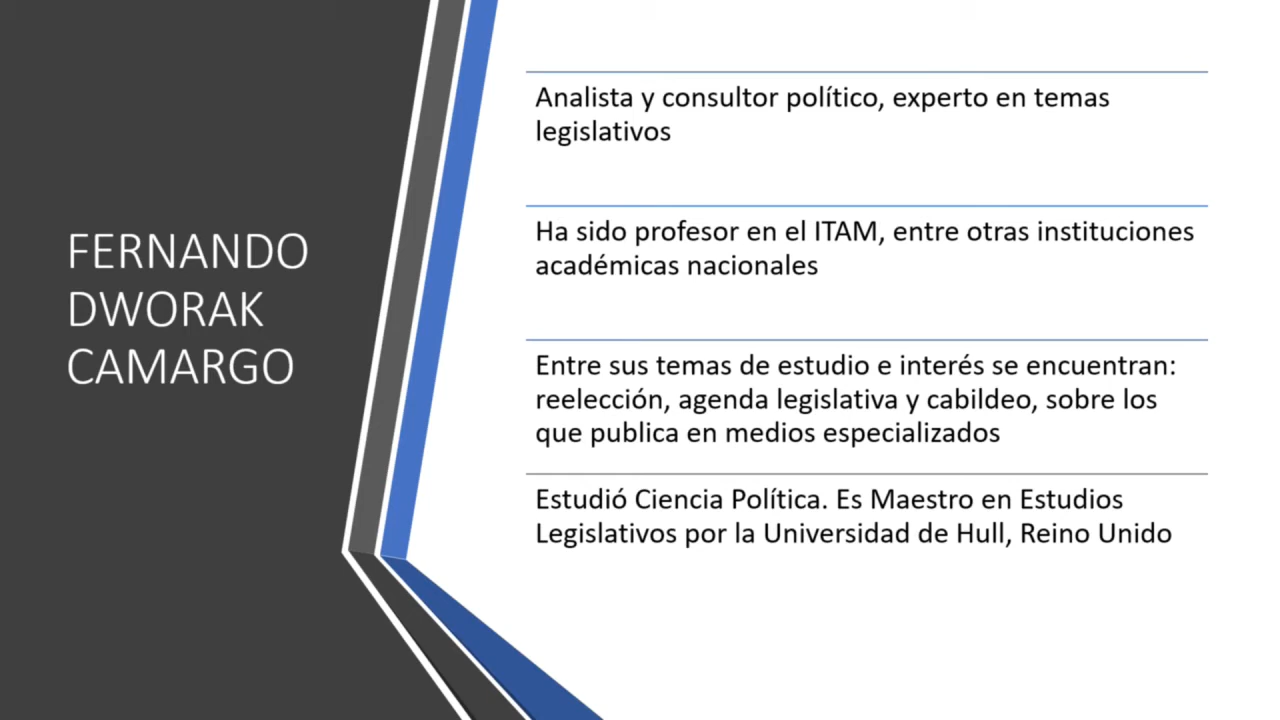 FERNANDO
DWORAK
CAMARGO
Analista y consultor político, experto en temas
legislativos
Ha sido profesor en el ITAM, entre otras instituciones
académicas nacionales
Entre sus temas de estudio e interés se encuentran:
reelección, agenda legislativa y cabildeo, sobre los
que publica en medios especializados
Estudió Ciencia Política. Es Maestro en Estudios
Legislativos por la Universidad de Hull, Reino Unido